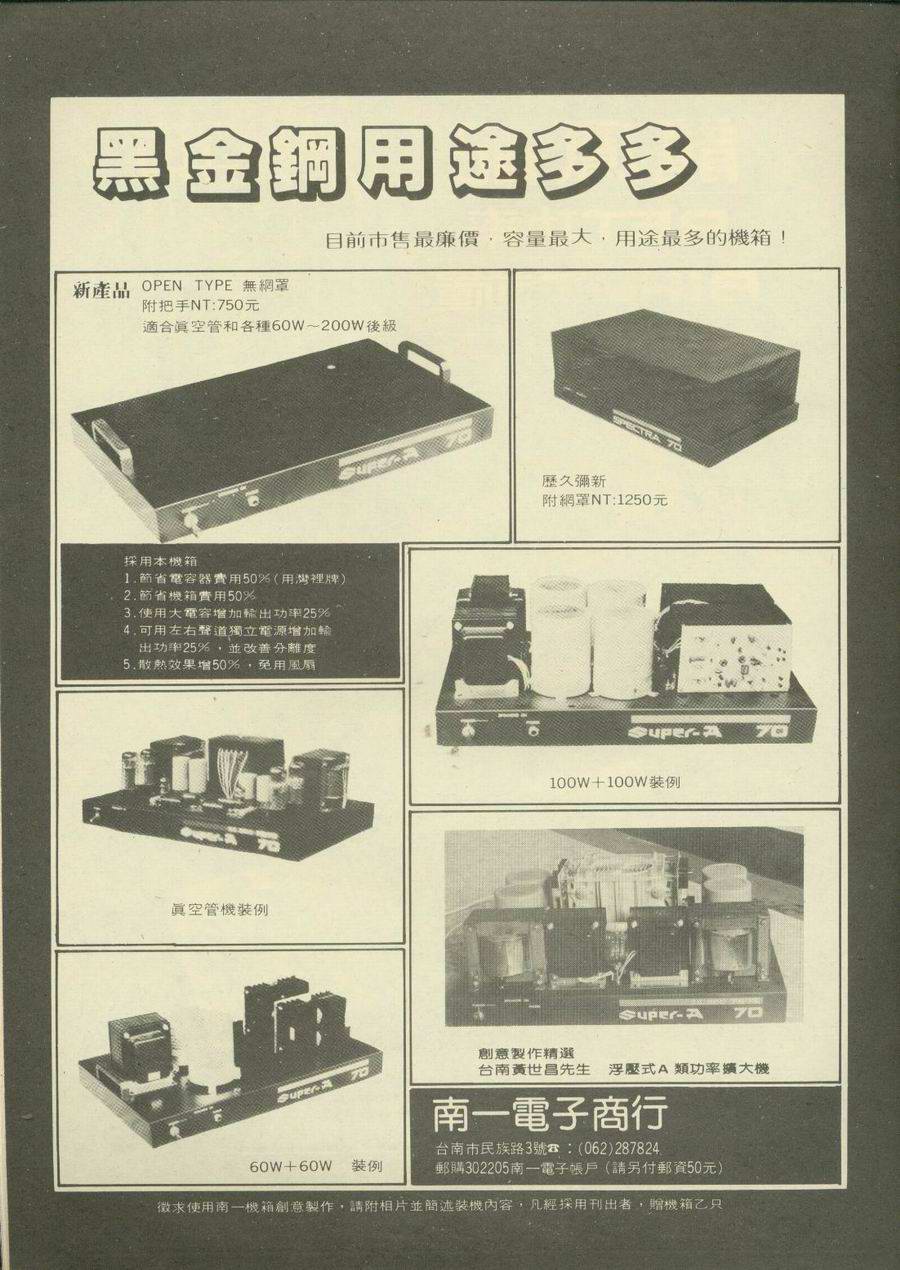 黑金鋼用途多多
目前市售最廉價·容量最大·用途最多的機箱！
新產品 OPEN TYPE 無網罩
附把手NT:750元
適合眞空管和各種60W～200W後級
Super-A 70
SPECTRA 70
歷久彌新
附網罩NT:1250元
採用本機箱
1.節省電容器費用50%(用灣裡牌)
2.節省機箱費用50%
3.使用大電容增加輸出功率25%
4.可用左右聲道獨立電源增加輸
出功率25%，並改善分離度
5.散熱效果增50%，免用風扇
POWER IN
Super-A 70
100W＋100W裝例
Super-A 70
眞空管機裝例
Super-A 70
創意製作精選
台南黃世昌先生 浮壓式A類功率擴大機
Super-A 70
60W＋60W 裝例
南一電子商行
台南市民族路3號☎：(062)287824
郵購302205南一電子帳戶(請另付郵資50元)
徵求使用南一機箱創意製作，請附相片並簡述裝機內容，凡經採用刊出者，贈機箱乙只